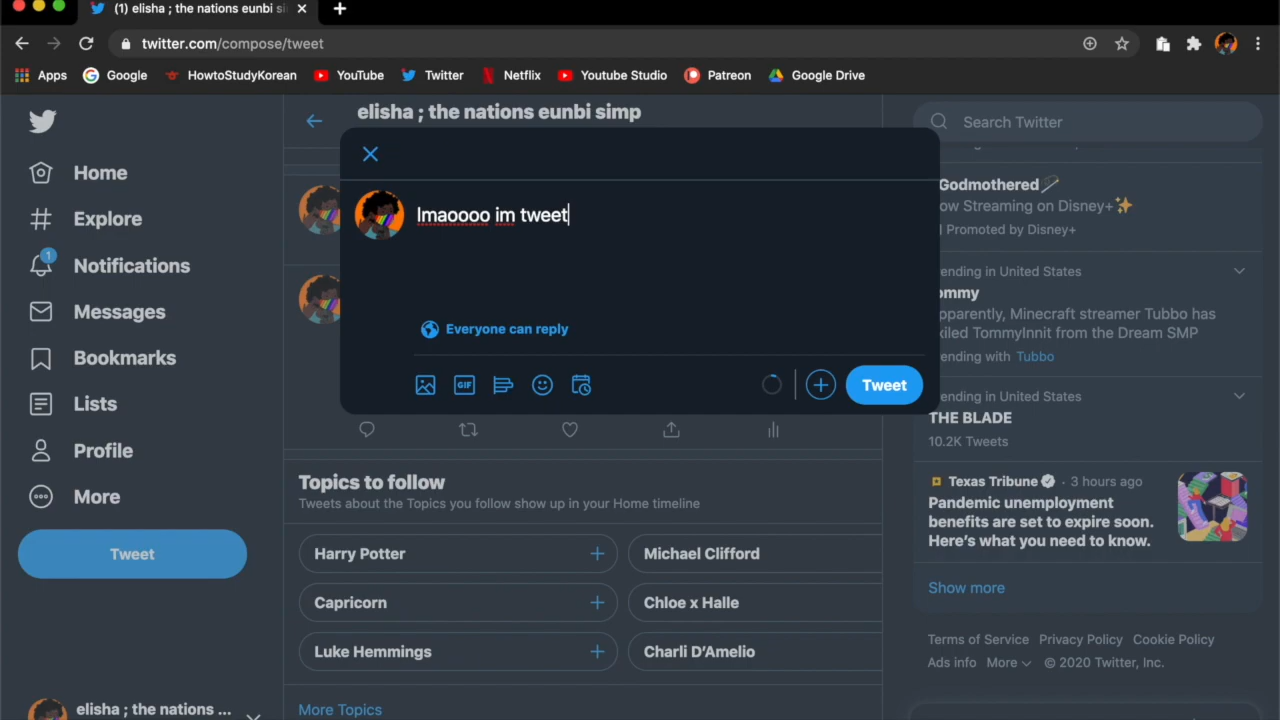 (1) elisha ; the nations eunbi si
twitter.com/compose/tweet
Apps Google HowtoStudyKorean YouTube Twitter Netflix Youtube Studio Patreon Google Drive
elisha ; the nations eunbi simp
Search Twitter
Home
Explore
1
Notifications
Messages
Bookmarks
Lists
Profile
More
Tweet
elisha ; the nations ...
lmaoooo im tweet
Everyone can reply
GIF
Tweet
Topics to follow
Tweets about the Topics you follow show up in your Home timeline
Harry Potter
Michael Clifford
Capricorn
Chloe x Halle
Luke Hemmings
Charli D’Amelio
More Topics
Godmothered
ow Streaming on Disney+
Promoted by Disney+
ending in United States
ommy
pparently, Minecraft streamer Tubbo has
xiled TommyInnit from the Dream SMP
ending with Tubbo
ending in United States
THE BLADE
10.2K Tweets
Texas Tribune · 3 hours ago
Pandemic unemployment
benefits are set to expire soon.
Here’s what you need to know.
Show more
Terms of Service Privacy Policy Cookie Policy
Ads info More © 2020 Twitter, Inc.